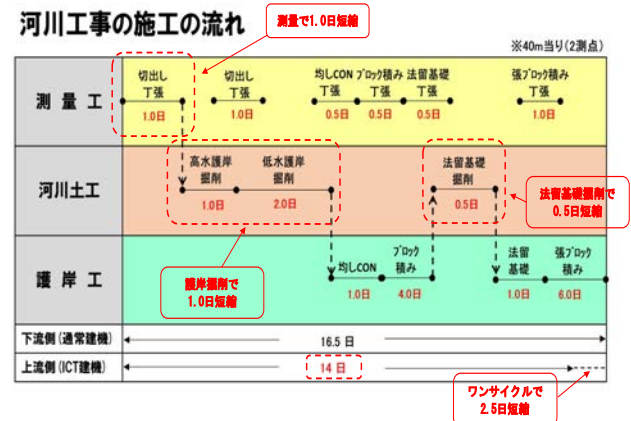 河川工事の施工の流れ
測量で1.0日短縮
※40m当り(2測点)
測量工
切出し
丁張
1.0日
切出し
丁張
1.0日
均しCON
丁張
0.5日
ブロック積み
丁張
0.5日
法留基礎
丁張
0.5日
張ブロック積み
丁張
1.0日
河川土工
高水護岸
掘削
1.0日
低水護岸
掘削
2.0日
法留基礎
掘削
0.5日
法留基礎掘削で
0.5日短縮
護岸工
護岸掘削で
1.0日短縮
均しCON
1.0日
ブロック
積み
4.0日
法留
基礎
1.0日
張ブロック
積み
6.0日
下流側(通常建機)
16.5 日
上流側(ICT建機)
14 日
ワンサイクルで
2.5日短縮